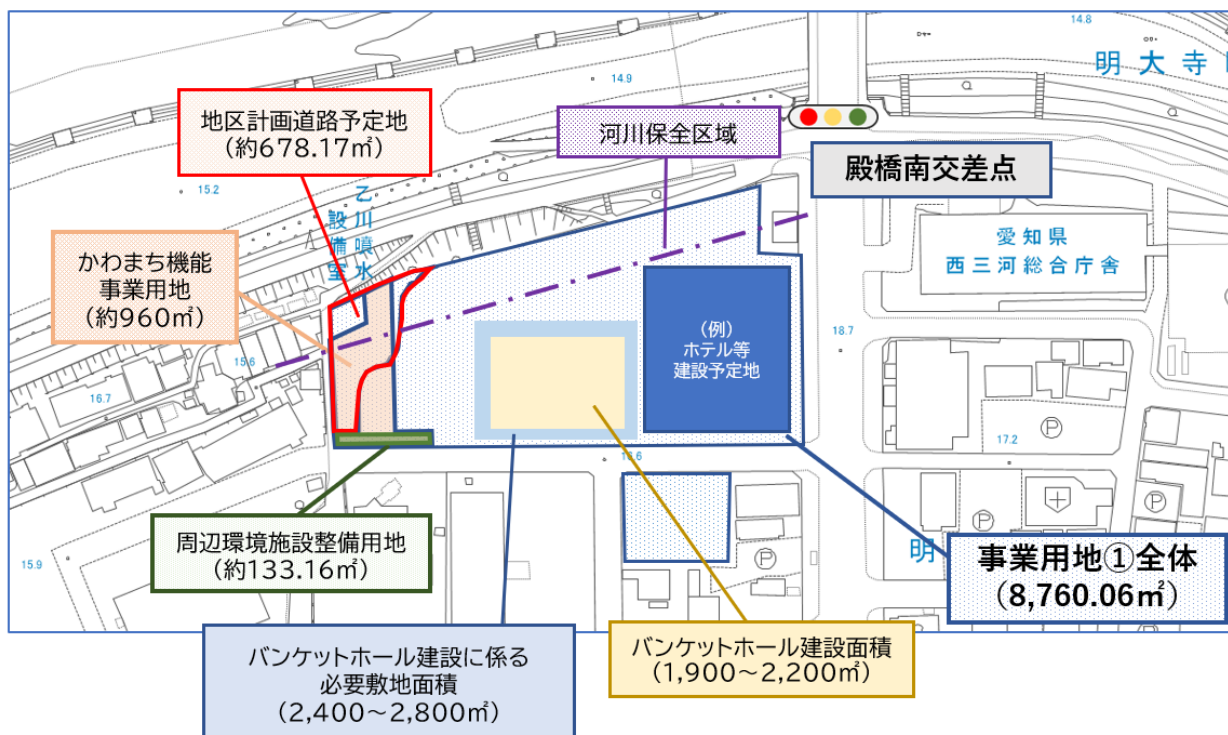 14.8
明大寺
14.9
地区計画道路予定地
(約678.17㎡)
河川保全区域
殿橋南交差点
15.2
乙川噴水
設備室
愛知県
西三河総合庁舎
かわまち機能
事業用地
(約960㎡)
(例)
ホテル等
建設予定地
18.7
15.6
16.7
17.2
P
16.6
P
P
P
周辺環境施設整備用地
(約133.16㎡)
15.9
明
事業用地①全体
(8,760.06㎡)
バンケットホール建設に係る
必要敷地面積
(2,400~2,800㎡)
バンケットホール建設面積
(1,900~2,200㎡)